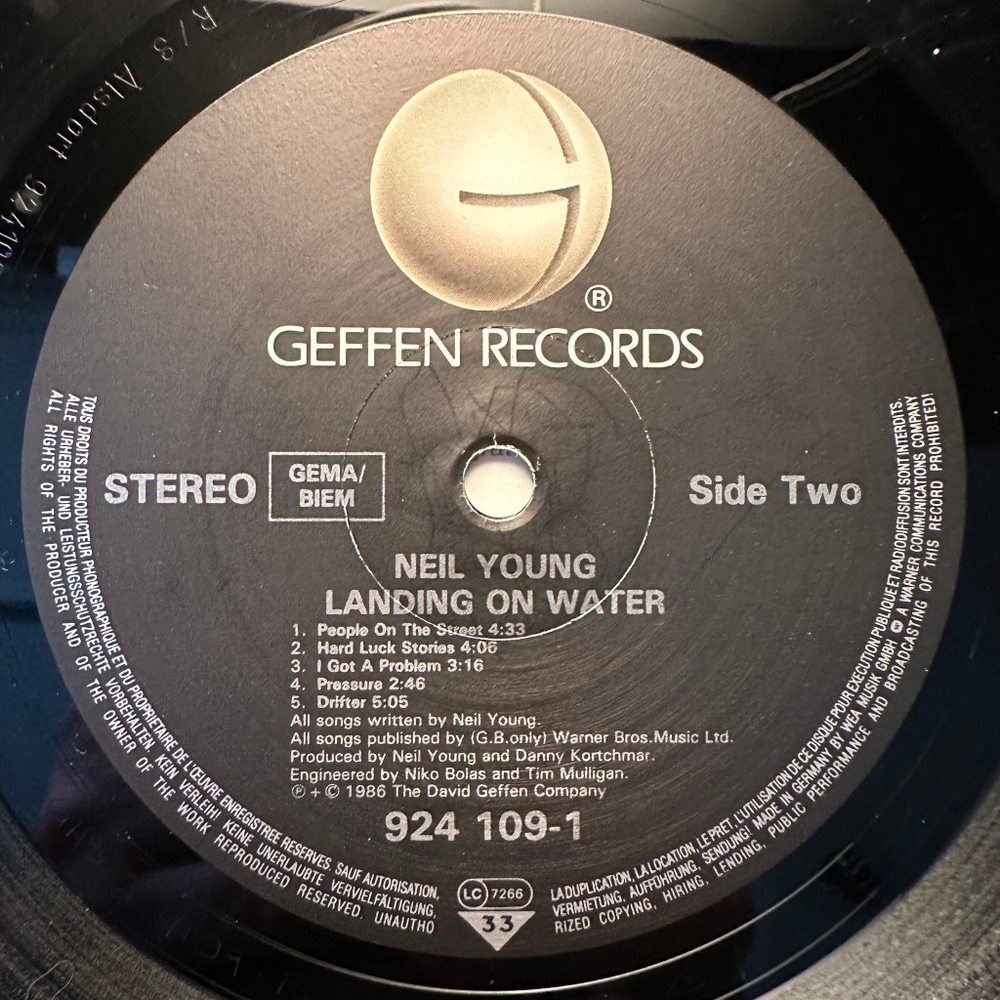 R/S Alsdorf 92410
®
GEFFEN RECORDS
STEREO
GEMA/
BIEM
Side Two
NEIL YOUNG
LANDING ON WATER
1. People On The Street 4:33
2. Hard Luck Stories 4:06
3. I Got A Problem 3:16
4. Pressure 2:46
5. Drifter 5:05
All songs written by Neil Young.
All songs published by (G.B.only) Warner Bros.Music Ltd.
Produced by Neil Young and Danny Kortchmar.
Engineered by Niko Bolas and Tim Mulligan.
℗ + © 1986 The David Geffen Company
924 109-1
LC 7266
33
TOUS DROITS DU PRODUCTEUR PHONOGRAPHIQUE ET DU PROPRIETAIRE DE L'ŒUVRE ENREGISTREE RESERVES. SAUF AUTORISATION,
LA DUPLICATION, LA LOCATION, LE PRET, L'UTILISATION DE CE DISQUE POUR EXECUTION PUBLIQUE ET RADIODIFFUSION SONT INTERDITS.
ALLE URHEBER- UND LEISTUNGSSCHUTZRECHTE VORBEHALTEN. KEIN VERLEIH! KEINE UNERLAUBTE VERVIELFÄLTIGUNG,
VERMIETUNG, AUFFÜHRUNG, SENDUNG! MADE IN GERMANY BY WEA MUSIK GMBH A WARNER COMMUNICATIONS COMPANY
ALL RIGHTS OF THE PRODUCER AND OF THE OWNER OF THE WORK REPRODUCED RESERVED. UNAUTHO
RIZED COPYING, HIRING, LENDING, PUBLIC PERFORMANCE AND BROADCASTING OF THIS RECORD PROHIBITED!